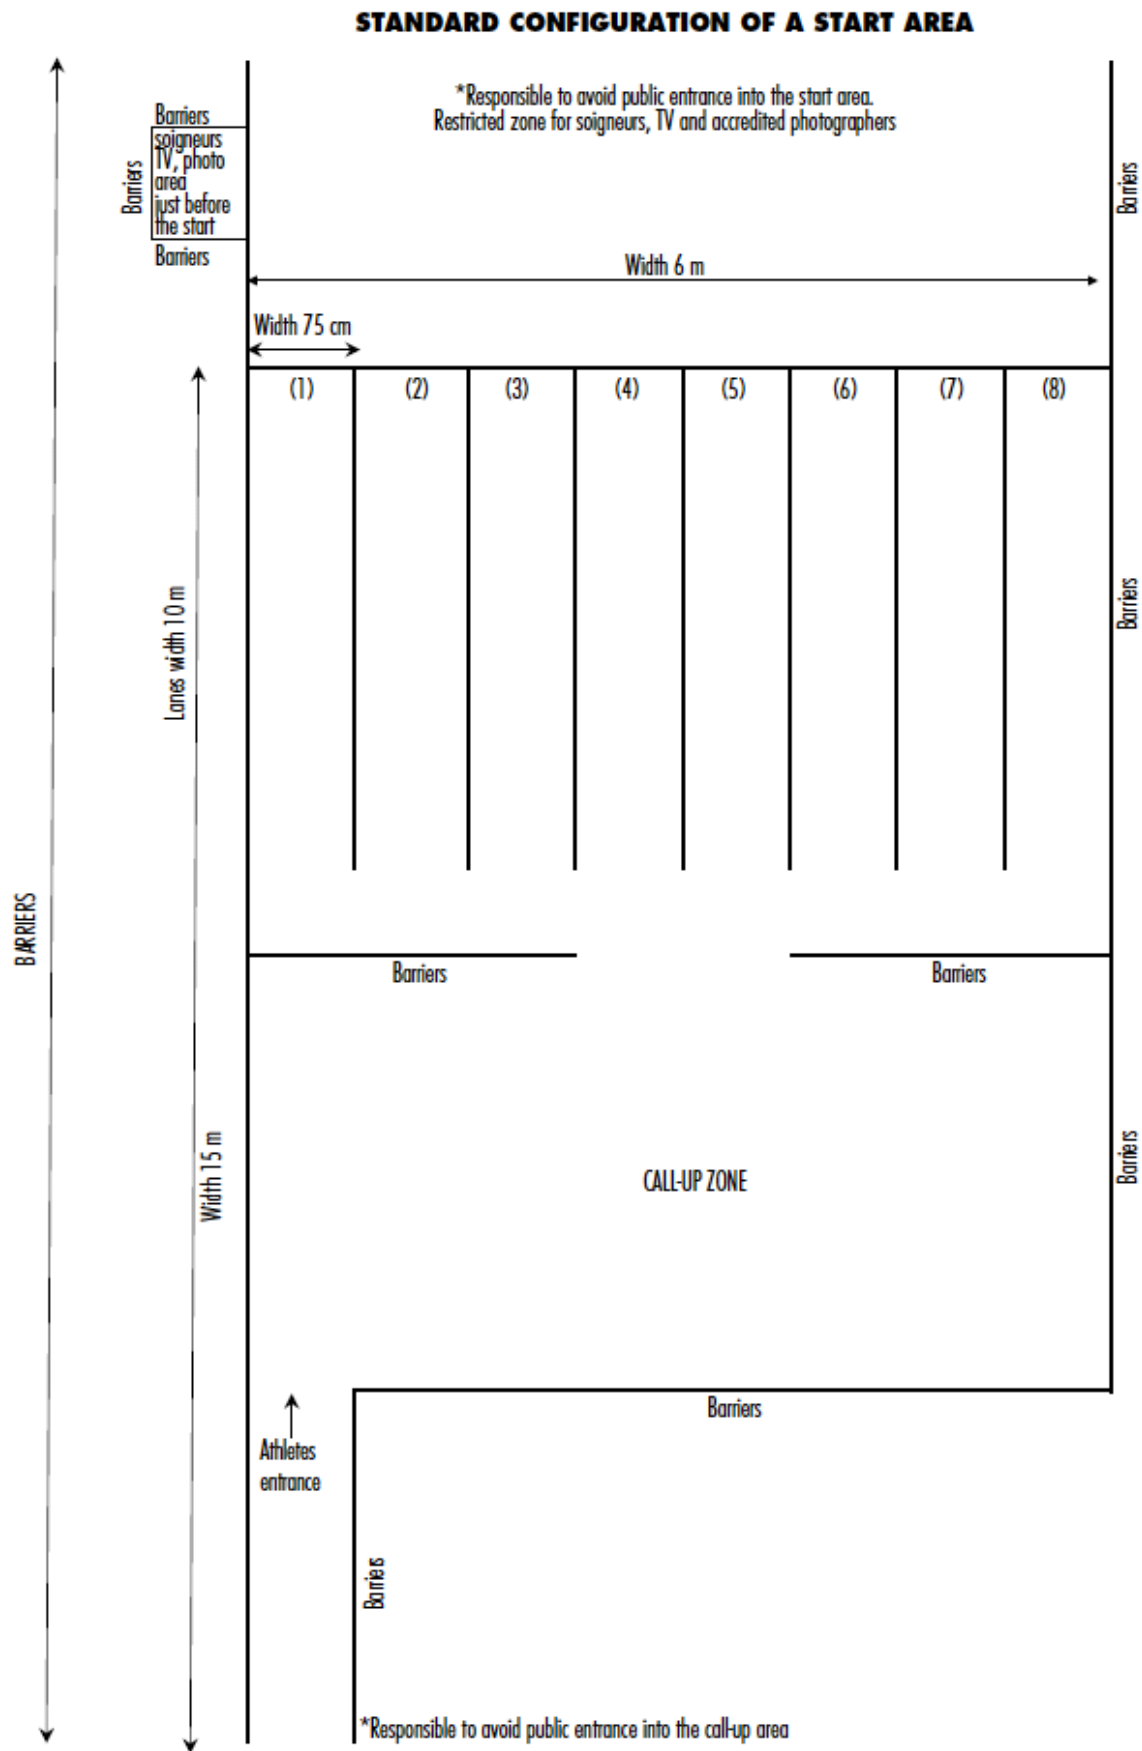 STANDARD CONFIGURATION OF A START AREA
*Responsible to avoid public entrance into the start area.
Restricted zone for soigneurs, TV and accredited photographers
Barriers
soigneurs
TV, photo
area
just before
the start
Barriers
Barriers
Barriers
Width 6 m
Width 75 cm
(1)
(2)
(3)
(4)
(5)
(6)
(7)
(8)
Lanes width 10 m
Barriers
BARRIERS
Barriers
Barriers
Width 15 m
CALL-UP ZONE
Barriers
Barriers
Athletes
entrance
Barriers
*Responsible to avoid public entrance into the call-up area